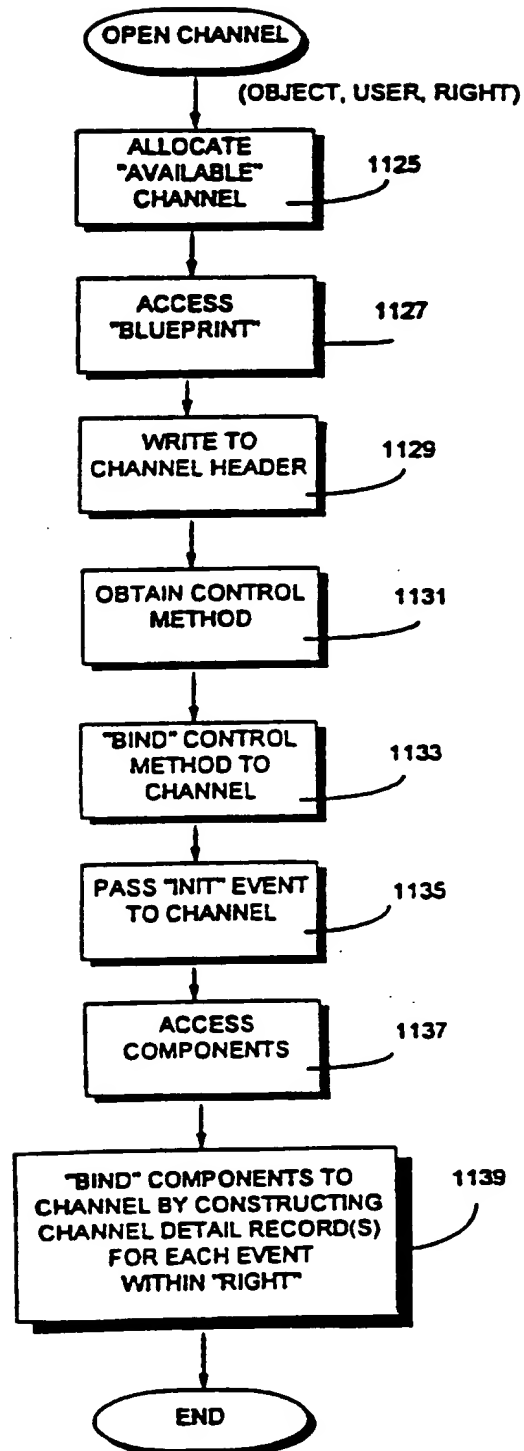 OPEN CHANNEL
(OBJECT, USER, RIGHT)
ALLOCATE
"AVAILABLE"
CHANNEL
1125
ACCESS
"BLUEPRINT"
1127
WRITE TO
CHANNEL HEADER
1129
OBTAIN CONTROL
METHOD
1131
"BIND" CONTROL
METHOD TO
CHANNEL
1133
PASS "INIT" EVENT
TO CHANNEL
1135
ACCESS
COMPONENTS
1137
"BIND" COMPONENTS TO
CHANNEL BY CONSTRUCTING
CHANNEL DETAIL RECORD(S)
FOR EACH EVENT
WITHIN "RIGHT"
1139
END